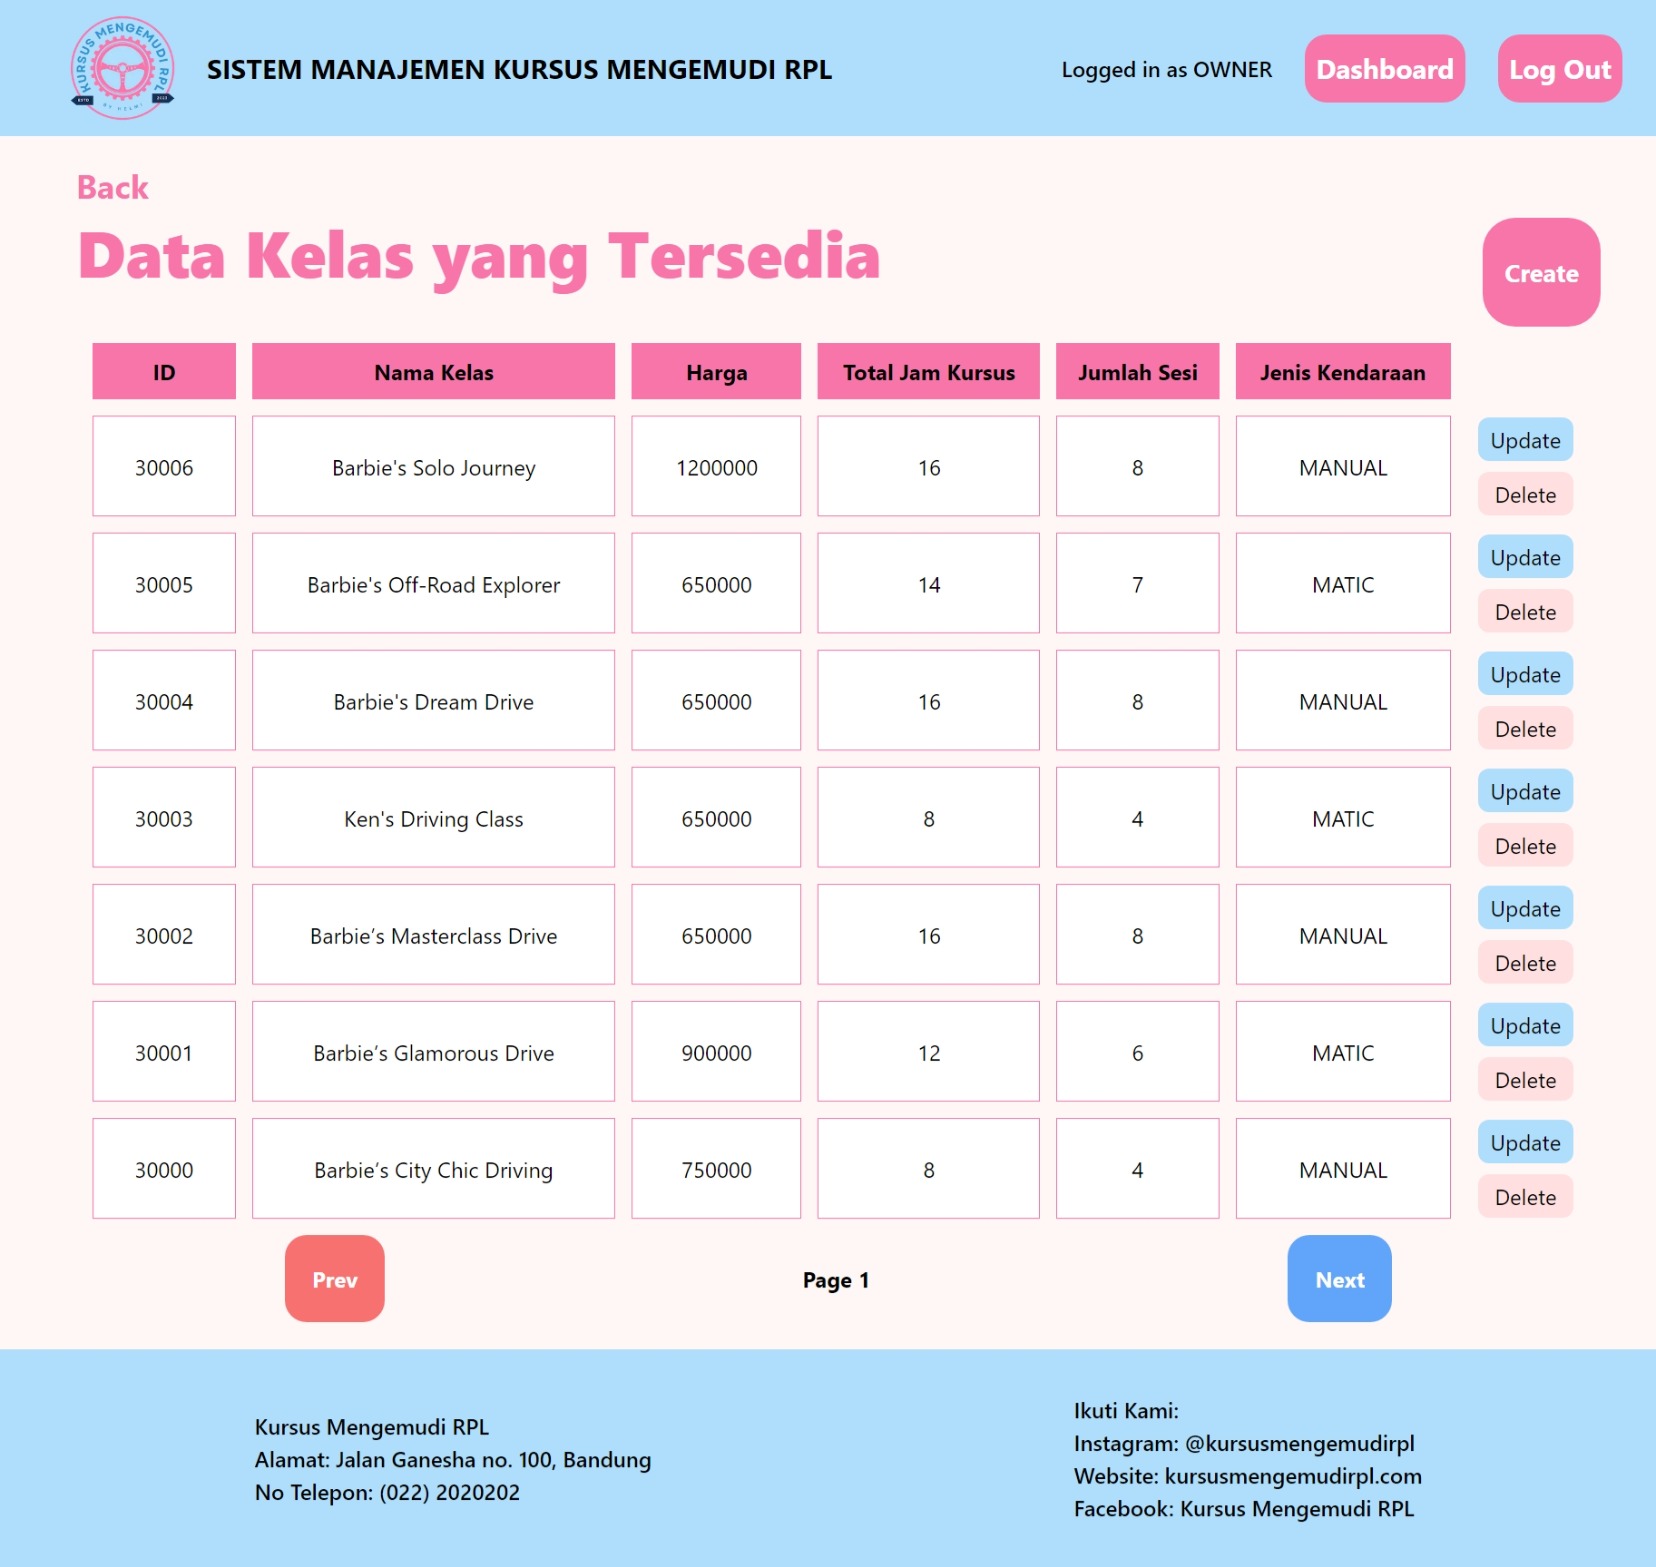 KURSUS MENGEMUDI RPL
BY HELMI
SISTEM MANAJEMEN KURSUS MENGEMUDI RPL
Logged in as OWNER
Dashboard
Log Out
Back
Data Kelas yang Tersedia
Create
ID Nama Kelas Harga Total Jam Kursus Jumlah Sesi Jenis Kendaraan
30006 Barbie's Solo Journey 1200000 16 8 MANUAL
Update
Delete
30005 Barbie's Off-Road Explorer 650000 14 7 MATIC
Update
Delete
30004 Barbie's Dream Drive 650000 16 8 MANUAL
Update
Delete
30003 Ken's Driving Class 650000 8 4 MATIC
Update
Delete
30002 Barbie’s Masterclass Drive 650000 16 8 MANUAL
Update
Delete
30001 Barbie’s Glamorous Drive 900000 12 6 MATIC
Update
Delete
30000 Barbie’s City Chic Driving 750000 8 4 MANUAL
Update
Delete
Prev
Page 1
Next
Kursus Mengemudi RPL
Alamat: Jalan Ganesha no. 100, Bandung
No Telepon: (022) 2020202
Ikuti Kami:
Instagram: @kursusmengemudirpl
Website: kursusmengemudirpl.com
Facebook: Kursus Mengemudi RPL